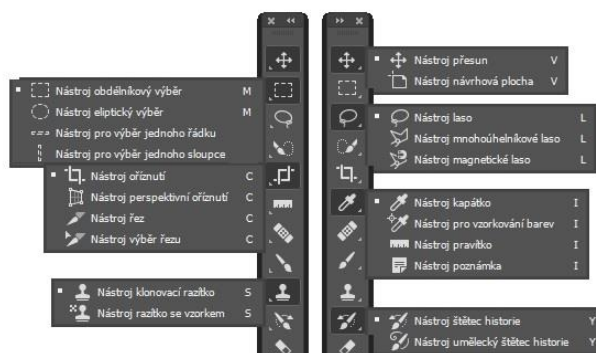 Nástroj obdélníkový výběr M
Nástroj eliptický výběr M
Nástroj pro výběr jednoho řádku
Nástroj pro výběr jednoho sloupce
Nástroj oříznutí C
Nástroj perspektivní oříznutí C
Nástroj řez C
Nástroj výběr řezu C
Nástroj klonovací razítko S
Nástroj razítko se vzorkem S
Nástroj přesun V
Nástroj návrhová plocha V
Nástroj laso L
Nástroj mnohoúhelníkové laso L
Nástroj magnetické laso L
Nástroj kapátko I
Nástroj pro vzorkování barev I
Nástroj pravítko I
Nástroj poznámka I
Nástroj štětec historie Y
Nástroj umělecký štětec historie Y